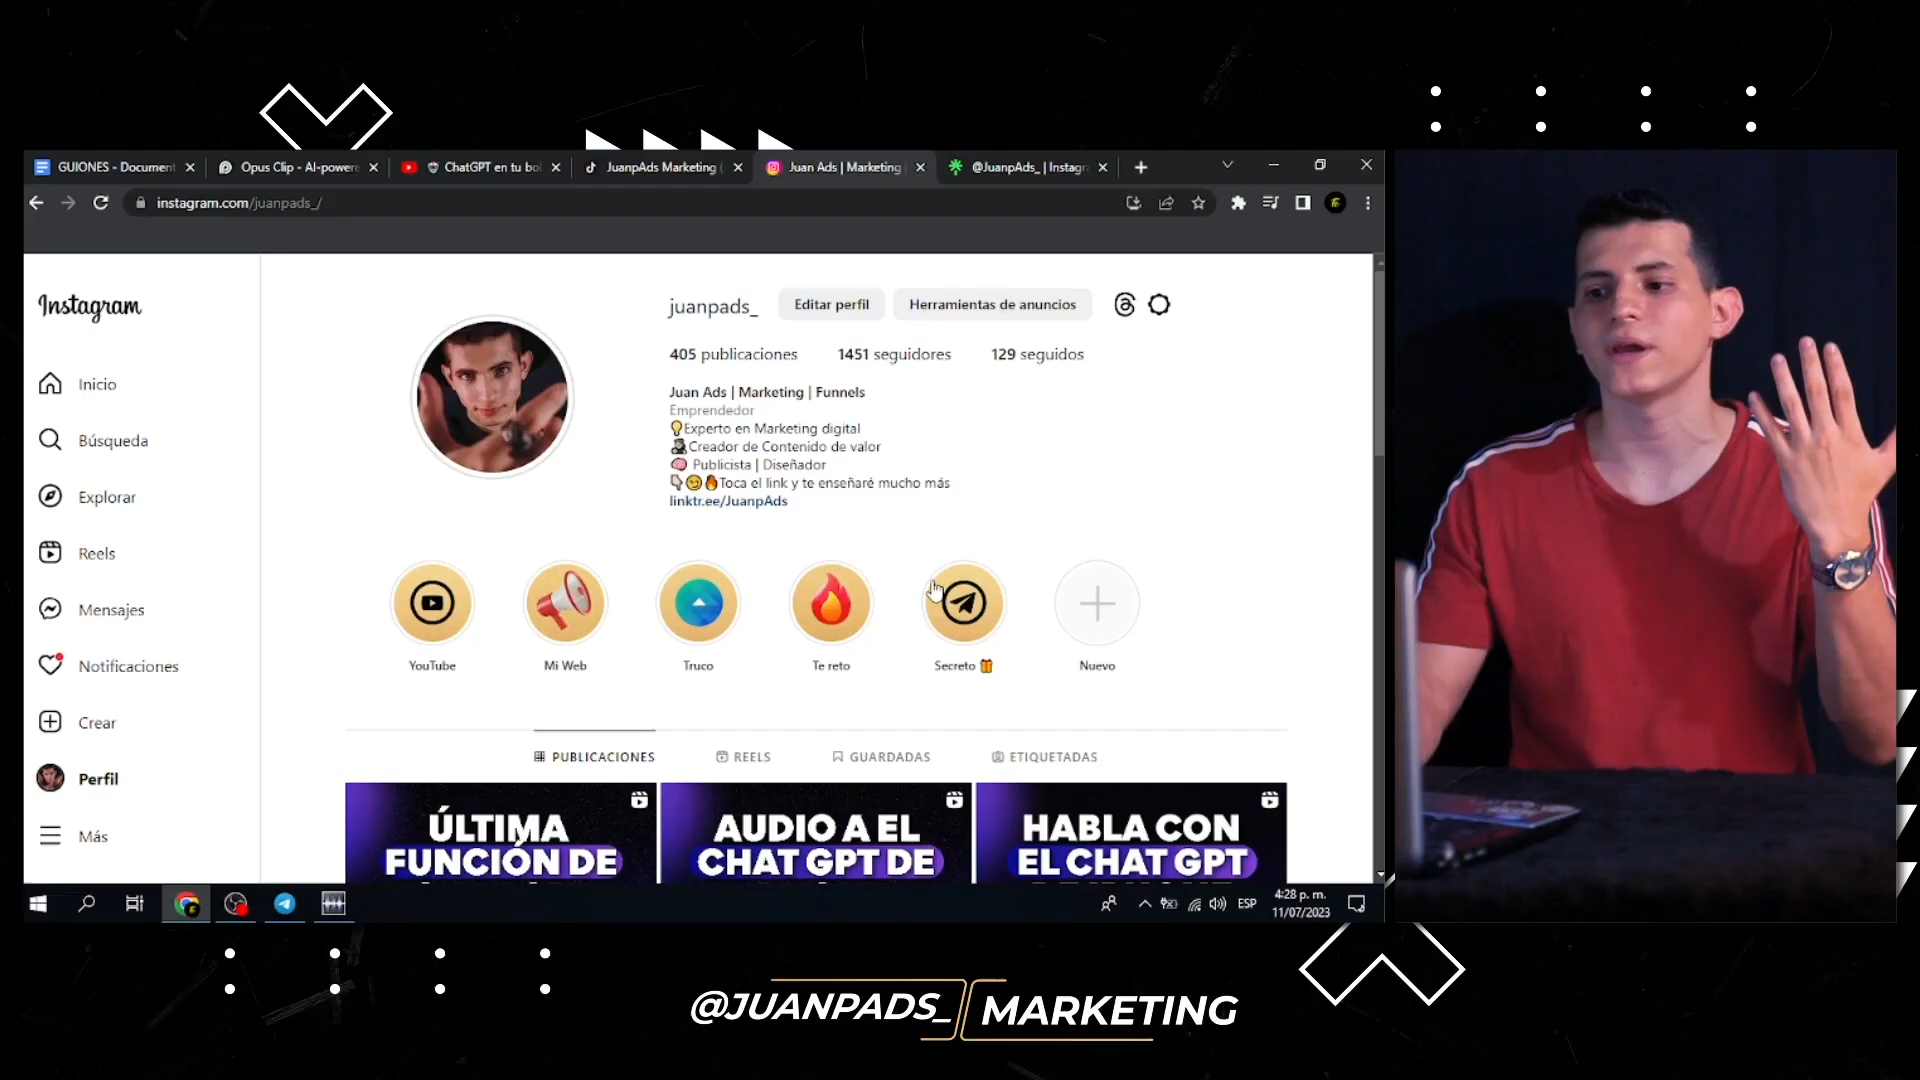 GUIONES - Document
Opus Clip - AI-powere
ChatGPT en tu bol
JuanpAds Marketing (
Juan Ads | Marketing
@JuanpAds_ | Instagr
instagram.com/juanpads_/
Instagram
Inicio
Búsqueda
Explorar
Reels
Mensajes
Notificaciones
Crear
Perfil
Más
juanpads_
Editar perfil
Herramientas de anuncios
405 publicaciones
1451 seguidores
129 seguidos
Juan Ads | Marketing | Funnels
Emprendedor
💡Experto en Marketing digital
Creador de Contenido de valor
🧠 Publicista | Diseñador
👇🏻😏🔥Toca el link y te enseñaré mucho más
linktr.ee/JuanpAds
YouTube
Mi Web
Truco
Te reto
Secreto 🎁
Nuevo
PUBLICACIONES
REELS
GUARDADAS
ETIQUETADAS
ÚLTIMA
FUNCIÓN DE
AUDIO A EL
CHAT GPT DE
HABLA CON
EL CHAT GPT
ESP
4:28 p. m.
11/07/2023
@JUANPADS_
MARKETING